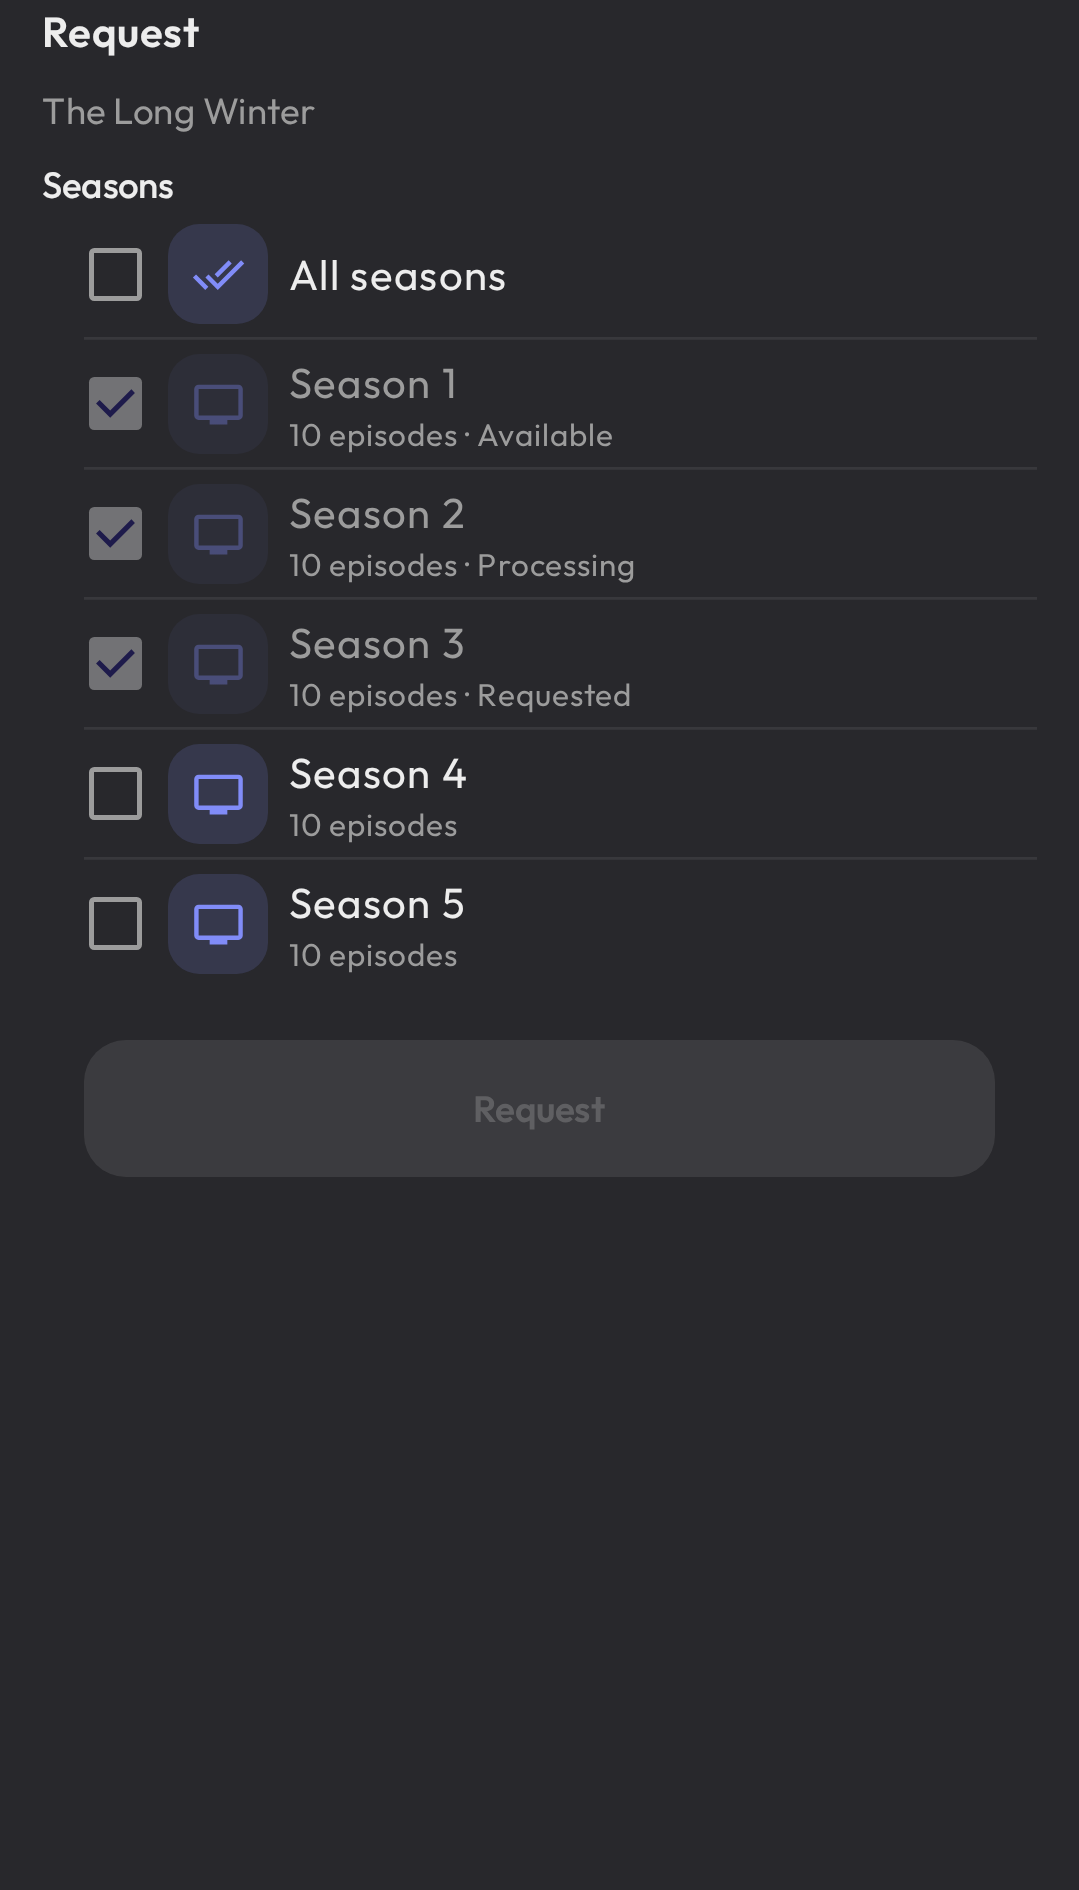 Request
The Long Winter
Seasons
All seasons
Season 1
10 episodes · Available
Season 2
10 episodes · Processing
Season 3
10 episodes · Requested
Season 4
10 episodes
Season 5
10 episodes
Request